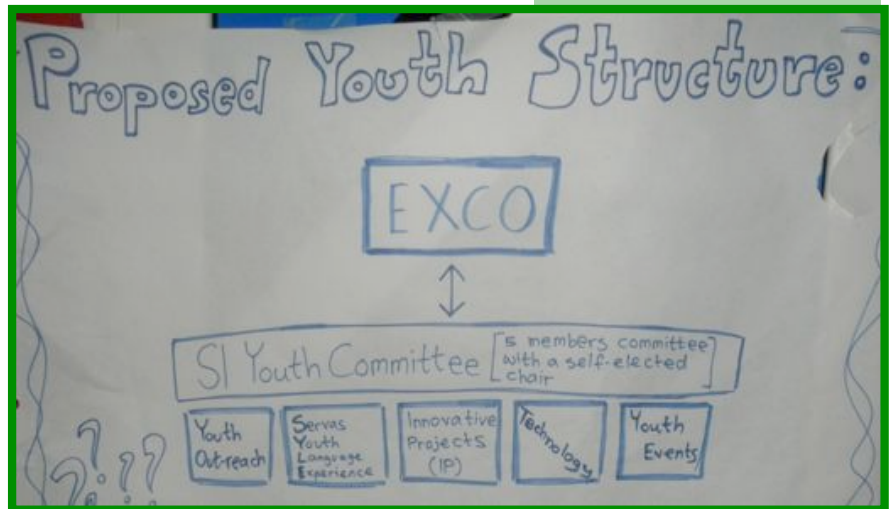 Proposed Youth Structure:
EXCO
SI Youth Committee
[5 members committee
with a self-elected
chair]
Youth
Out-reach
Servas
Youth
Language
Experience
Innovative
Projects
(IP)
Technology
Youth
Events
???